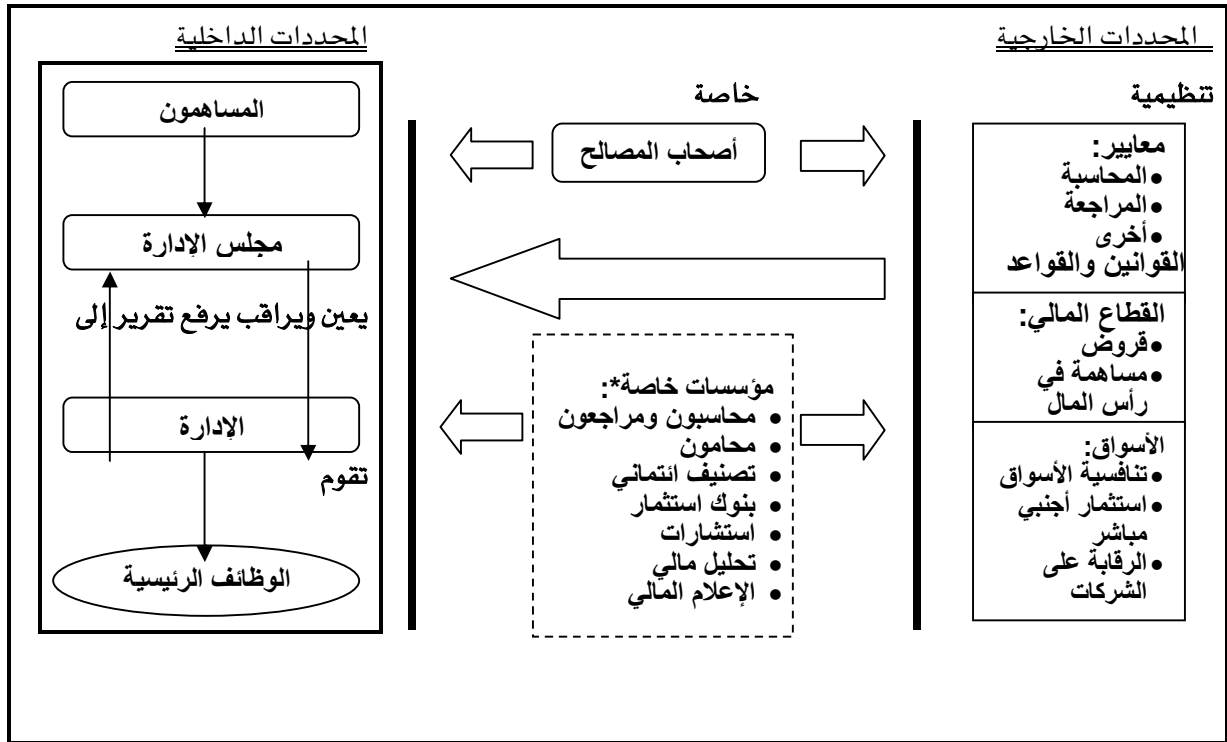 المحددات الخارجية
المحددات الداخلية
تنظيمية
معايير:
•المحاسبة
•المراجعة
•أخرى
القوانين والقواعد
القطاع المالي:
•قروض
•مساهمة في
رأس المال
الأسواق:
•تنافسية الأسواق
•استثمار أجنبي
مباشر
•الرقابة على
الشركات
خاصة
أصحاب المصالح
مؤسسات خاصة*:
• محاسبون ومراجعون
• محامون
• تصنيف ائتماني
• بنوك استثمار
• استشارات
• تحليل مالي
• الإعلام المالي
المساهمون
مجلس الإدارة
يعين ويراقب يرفع تقرير إلى
الإدارة
تقوم
الوظائف الرئيسية